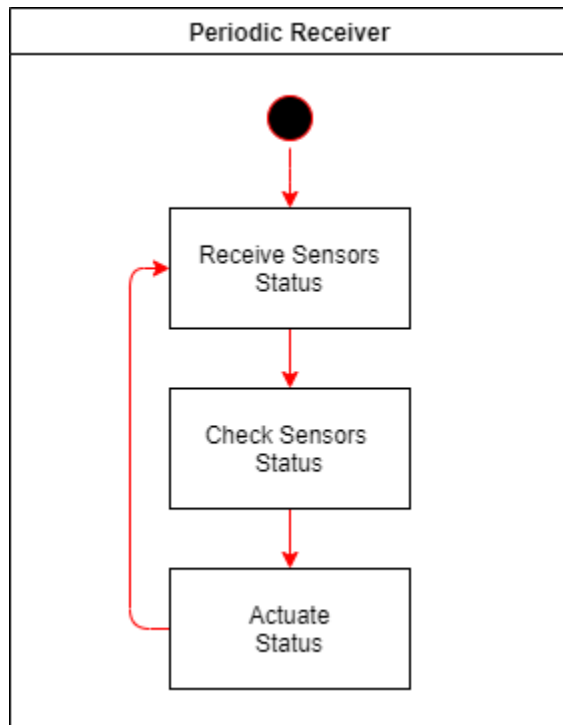 Periodic Receiver
Receive Sensors
Status
Check Sensors
Status
Actuate
Status